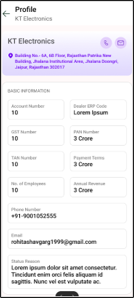 Profile
KT Electronics
KT Electronics
Building No.- 6A, 6B Floor, Rajasthan Patrika New
Building, Jhalana Institutional Area, Jhalana Doongri,
Jaipur, Rajasthan 302017
BASIC INFORMATION
Account Number
10
Dealer ERP Code
Lorem Ipsum
GST Number
10
PAN Number
3 Crore
TAN Number
10
Payment Terms
3 Crore
No. of Employees
10
Annual Revenue
3 Crore
Phone Number
+91-9001052555
Email
rohitashavgarg1999@gmail.com
Status Reason
Lorem ipsum dolor sit amet consectetur.
Tincidunt enim orci felis aliquam id
sagittis. Nunc vel est vulputate ac.